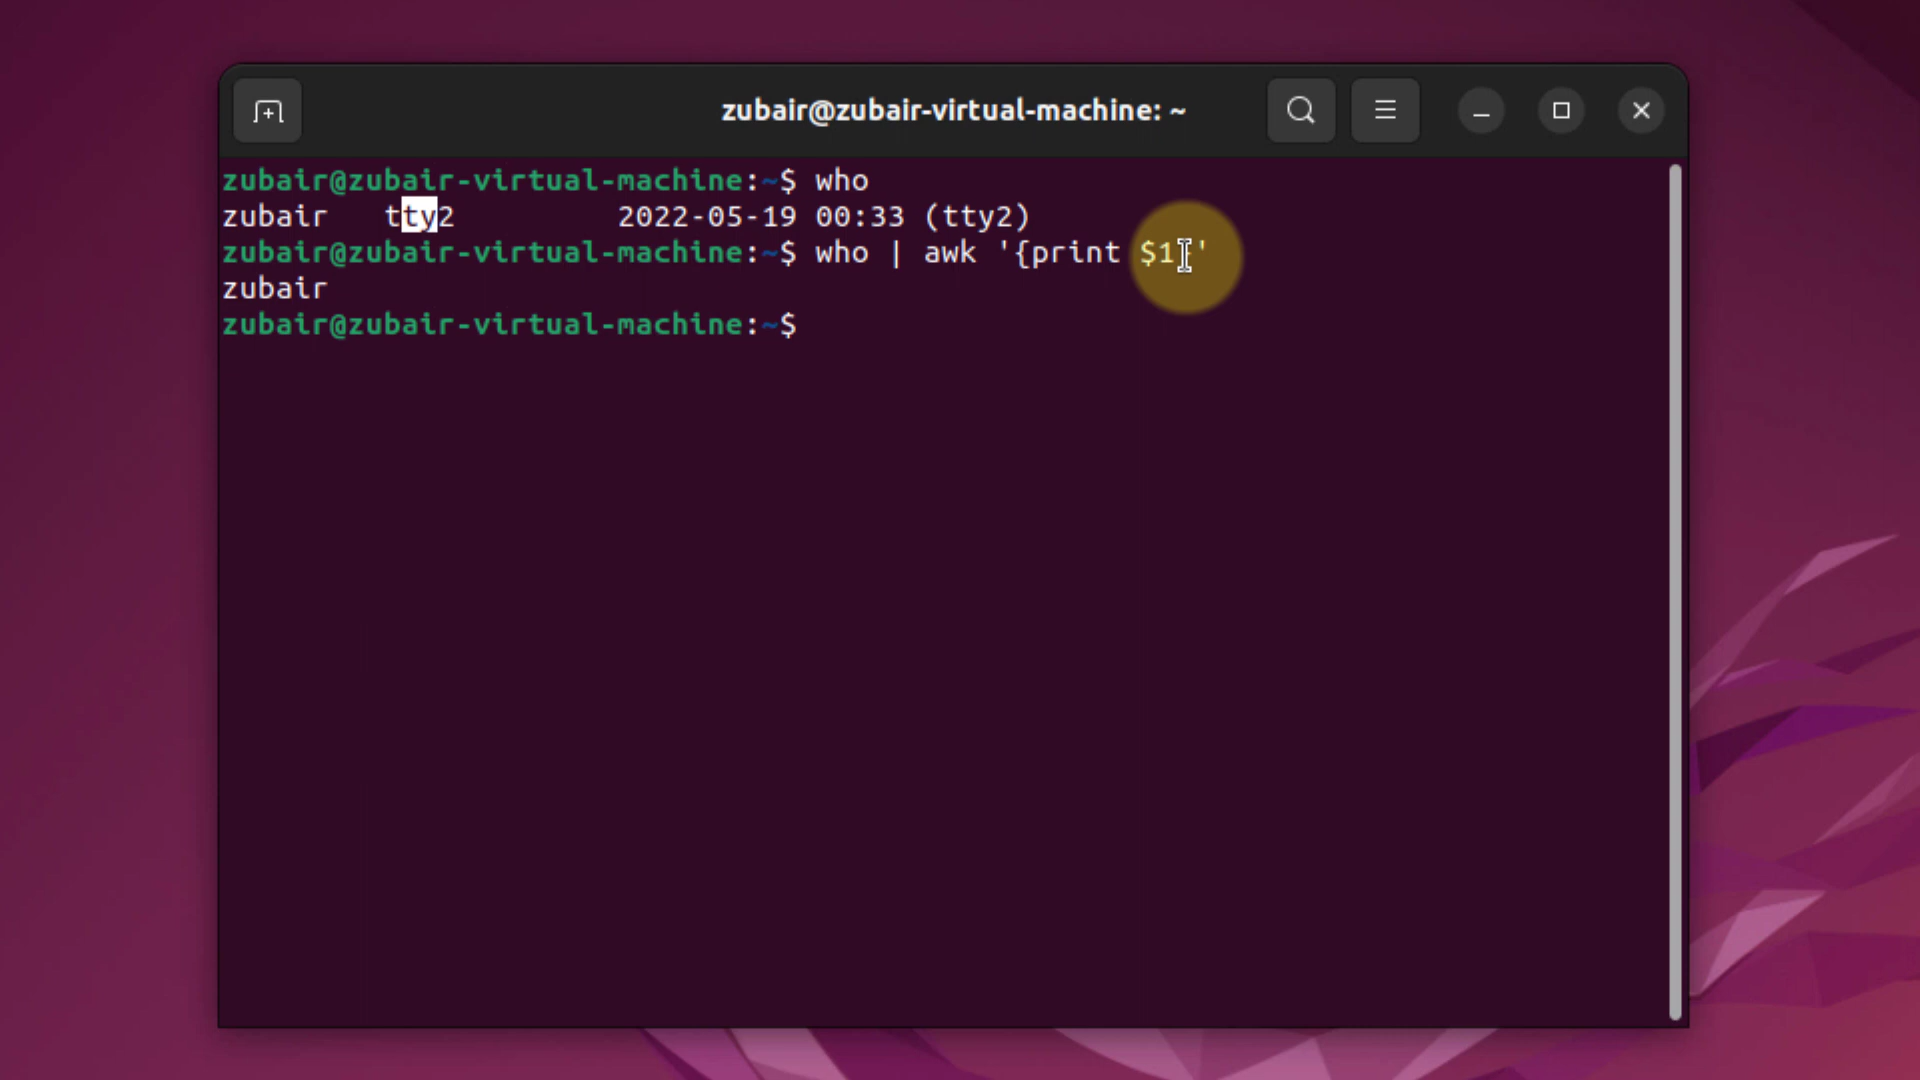 zubair@zubair-virtual-machine: ~
zubair@zubair-virtual-machine:~$ who
zubair   tty2         2022-05-19 00:33 (tty2)
zubair@zubair-virtual-machine:~$ who | awk '{print $1}'
zubair
zubair@zubair-virtual-machine:~$